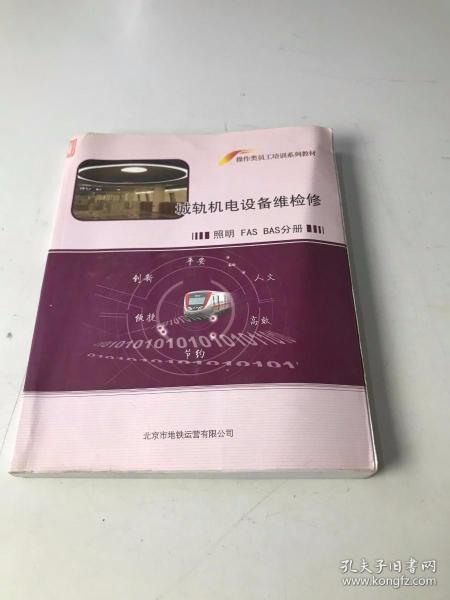 操作类员工培训系列教材
城轨机电设备维检修
照明 FAS BAS分册
平安
创新
人文
便捷
高效
节约
010101010101010101
北京市地铁运营有限公司
孔夫子旧书网
www.kongfz.com